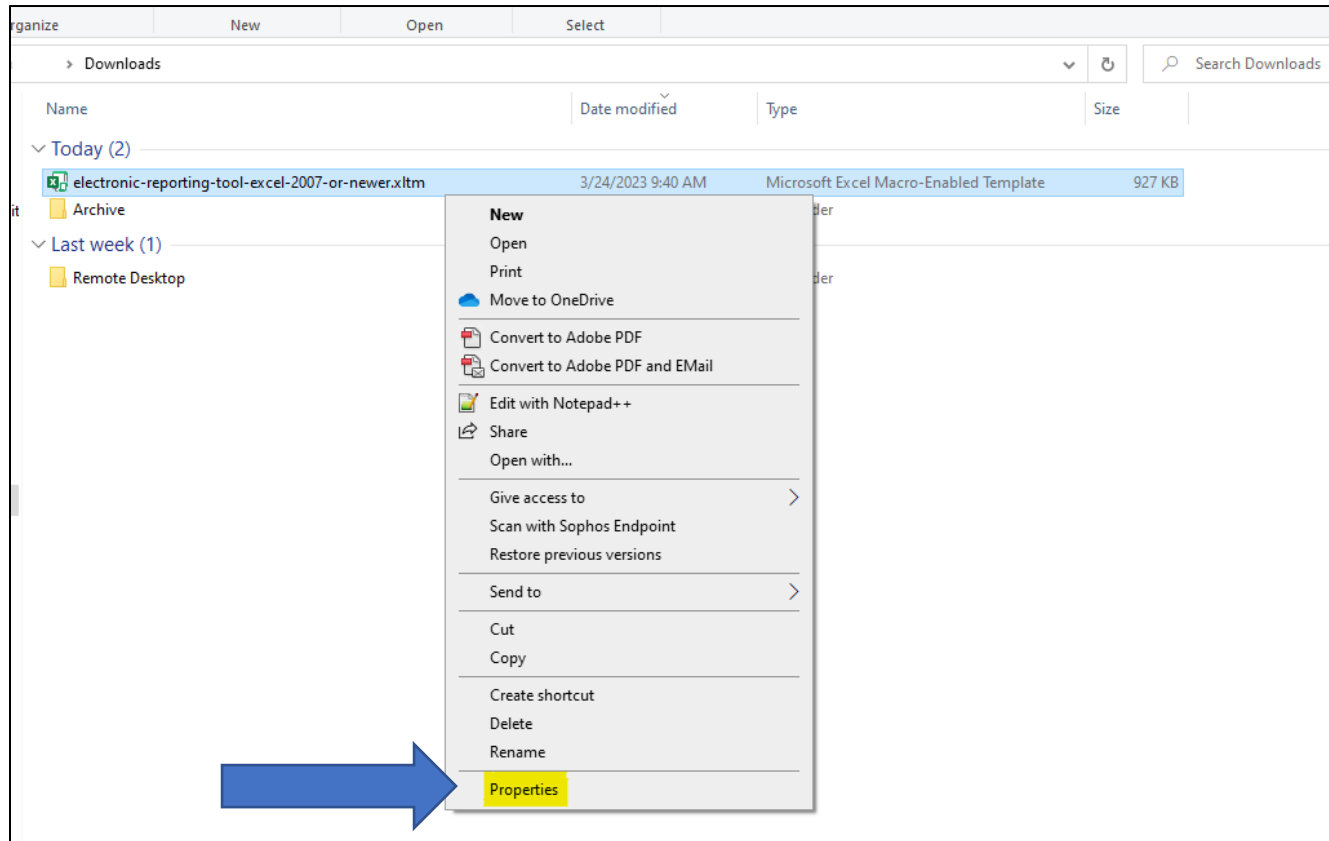 rganize New Open Select
> Downloads Search Downloads
Name Date modified Type Size
Today (2)
electronic-reporting-tool-excel-2007-or-newer.xltm 3/24/2023 9:40 AM Microsoft Excel Macro-Enabled Template 927 KB
it Archive der
Last week (1)
Remote Desktop der
New
Open
Print
Move to OneDrive
Convert to Adobe PDF
Convert to Adobe PDF and EMail
Edit with Notepad++
Share
Open with...
Give access to
Scan with Sophos Endpoint
Restore previous versions
Send to
Cut
Copy
Create shortcut
Delete
Rename
Properties